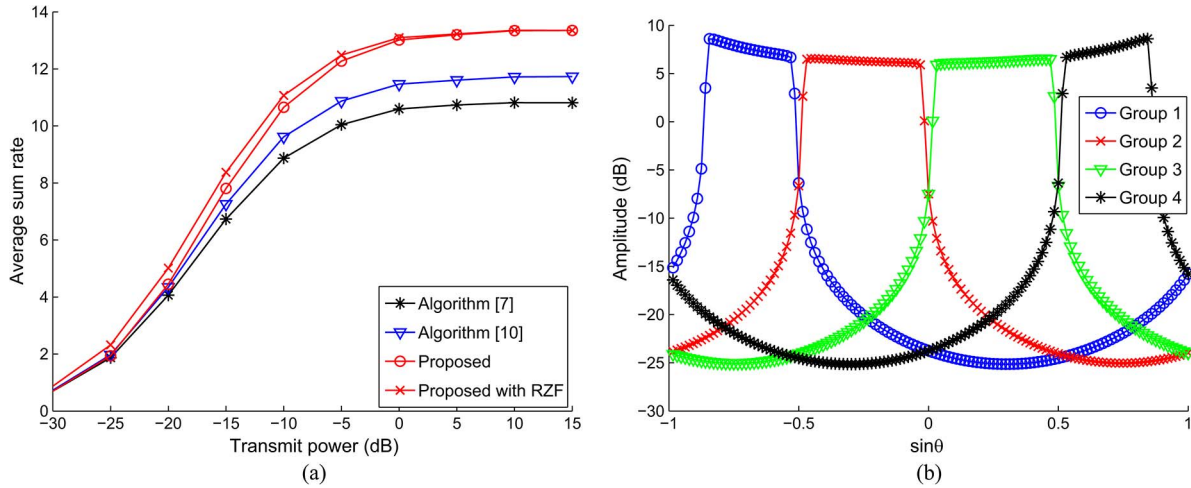 14
12
10
8
6
4
2
0
Average sum rate
Algorithm [7]
Algorithm [10]
Proposed
Proposed with RZF
−30 −25 −20 −15 −10 −5 0 5 10 15
Transmit power (dB)
(a)
10
5
0
−5
−10
−15
−20
−25
−30
Amplitude (dB)
Group 1
Group 2
Group 3
Group 4
−1 −0.5 0 0.5 1
sinθ
(b)